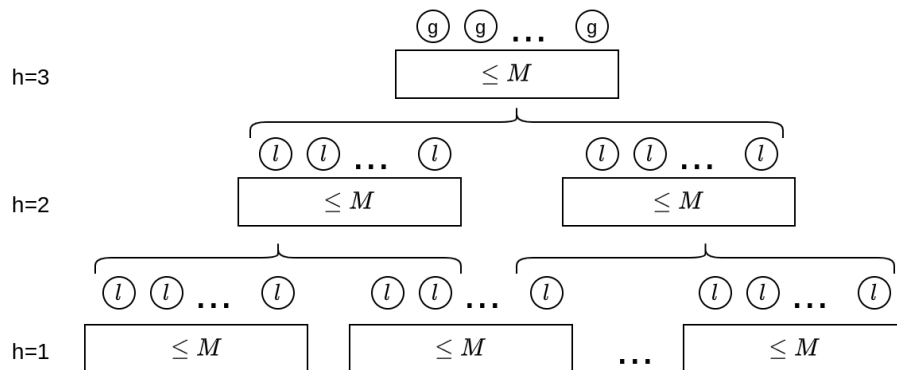 g g ... g
h=3 ≤ M
l l ... l l l ... l
h=2 ≤ M ≤ M
l l ... l l l ... l l l ... l
h=1 ≤ M ≤ M ... ≤ M